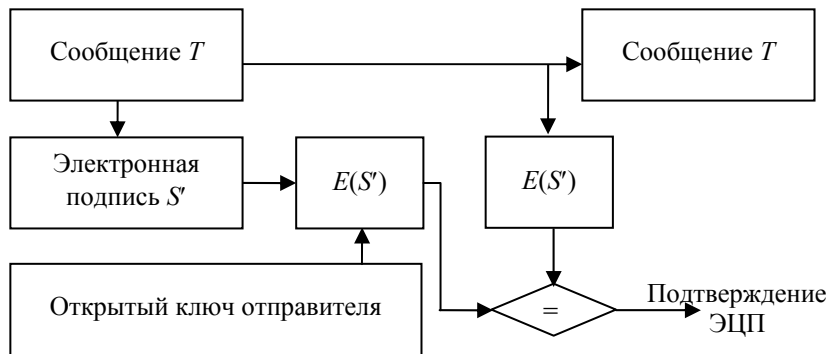 Сообщение T
Сообщение T
Электронная
подпись S'
E(S')
E(S')
Открытый ключ отправителя
=
Подтверждение
ЭЦП